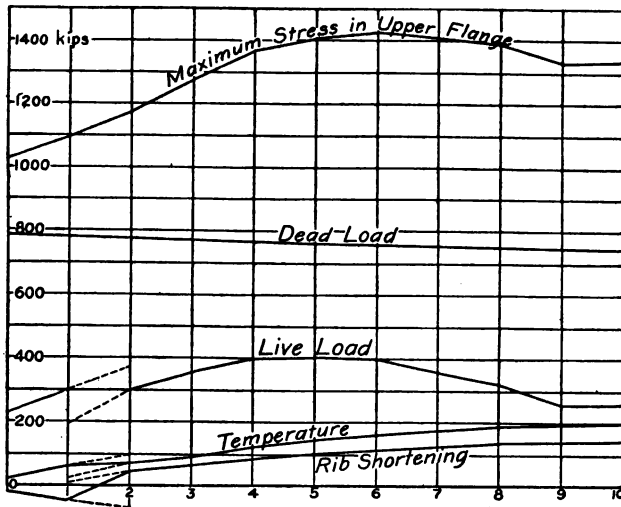 1400 kips
Maximum Stress in Upper Flange
1200
1000
800
Dead Load
600
400
Live Load
200
Temperature
Rib Shortening
0
2 3 4 5 6 7 8 9 10